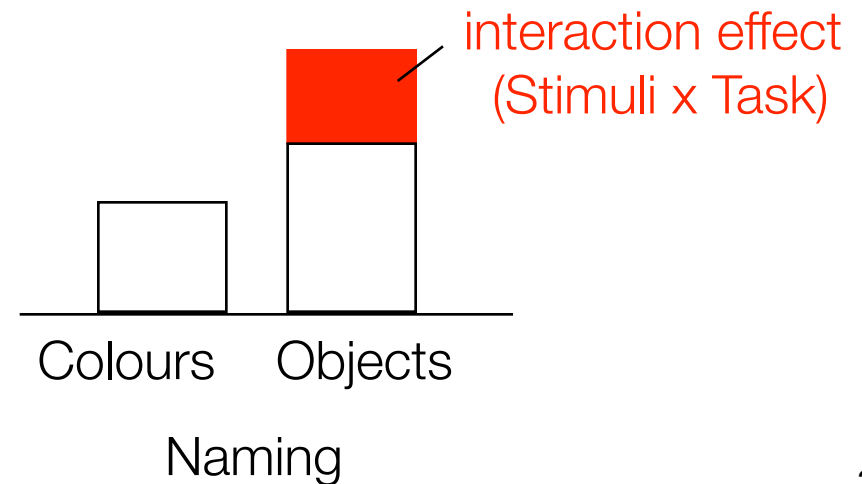 interaction effect
(Stimuli x Task)
Colours Objects
Naming